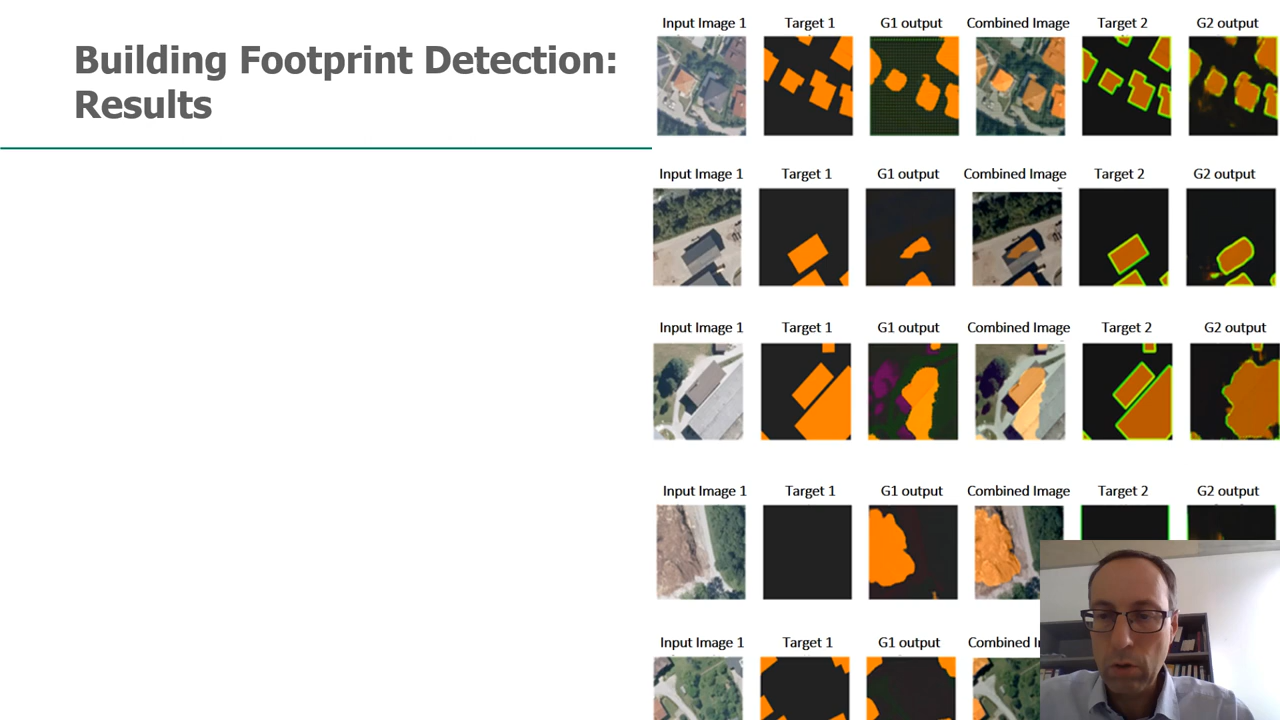 Building Footprint Detection:
Results
Input Image 1 Target 1 G1 output Combined Image Target 2 G2 output
Input Image 1 Target 1 G1 output Combined Image Target 2 G2 output
Input Image 1 Target 1 G1 output Combined Image Target 2 G2 output
Input Image 1 Target 1 G1 output Combined Image Target 2 G2 output
Input Image 1 Target 1 G1 output Combined